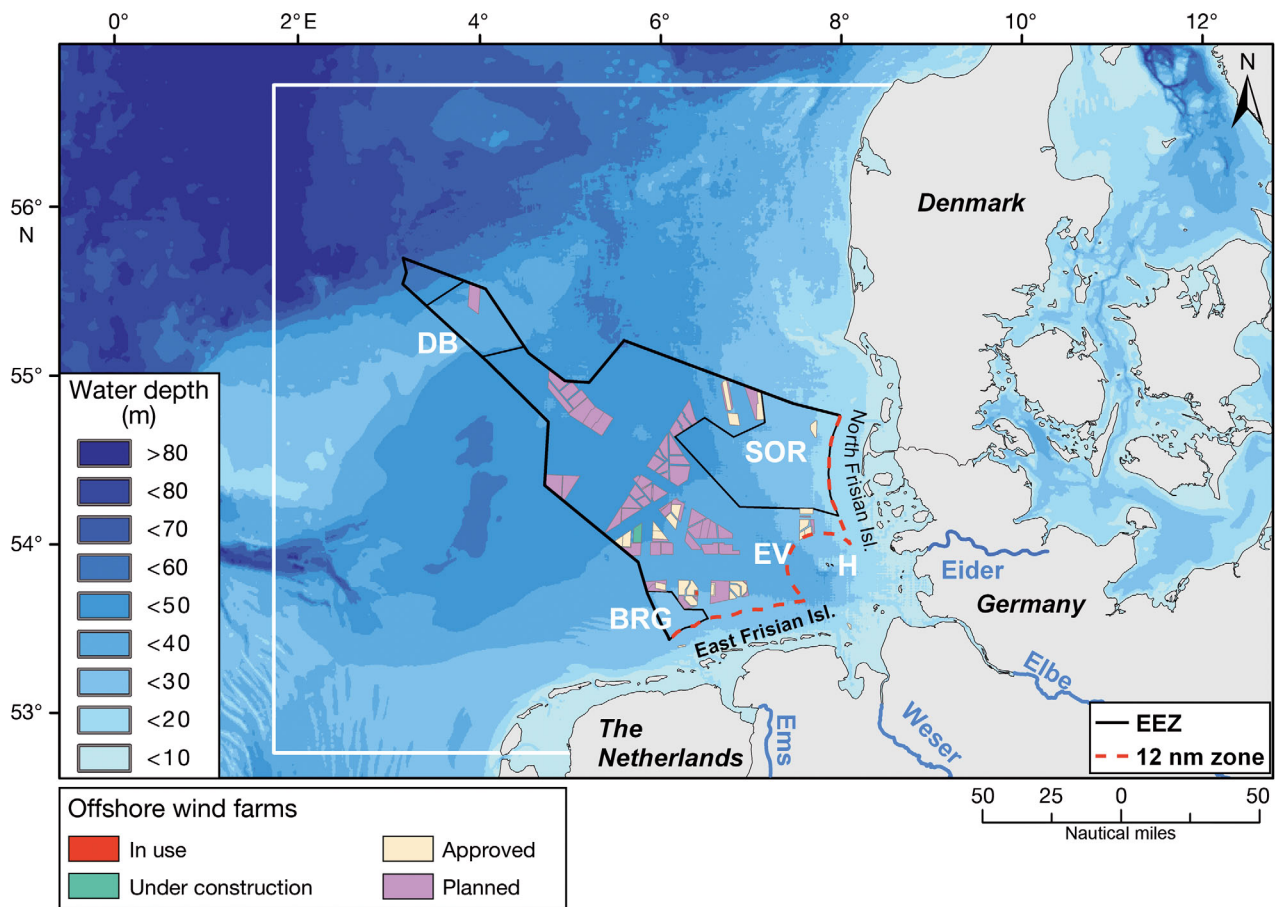 0°
2°E
4°
6°
8°
10°
12°
N
56°
N
55°
54°
53°
Denmark
DB
SOR
North Frisian Isl.
EV
H
BRG
East Frisian Isl.
Eider
Germany
Elbe
Weser
Ems
The
Netherlands
Water depth
(m)
>80
<80
<70
<60
<50
<40
<30
<20
<10
EEZ
12 nm zone
50 25 0 50
Nautical miles
Offshore wind farms
In use
Under construction
Approved
Planned